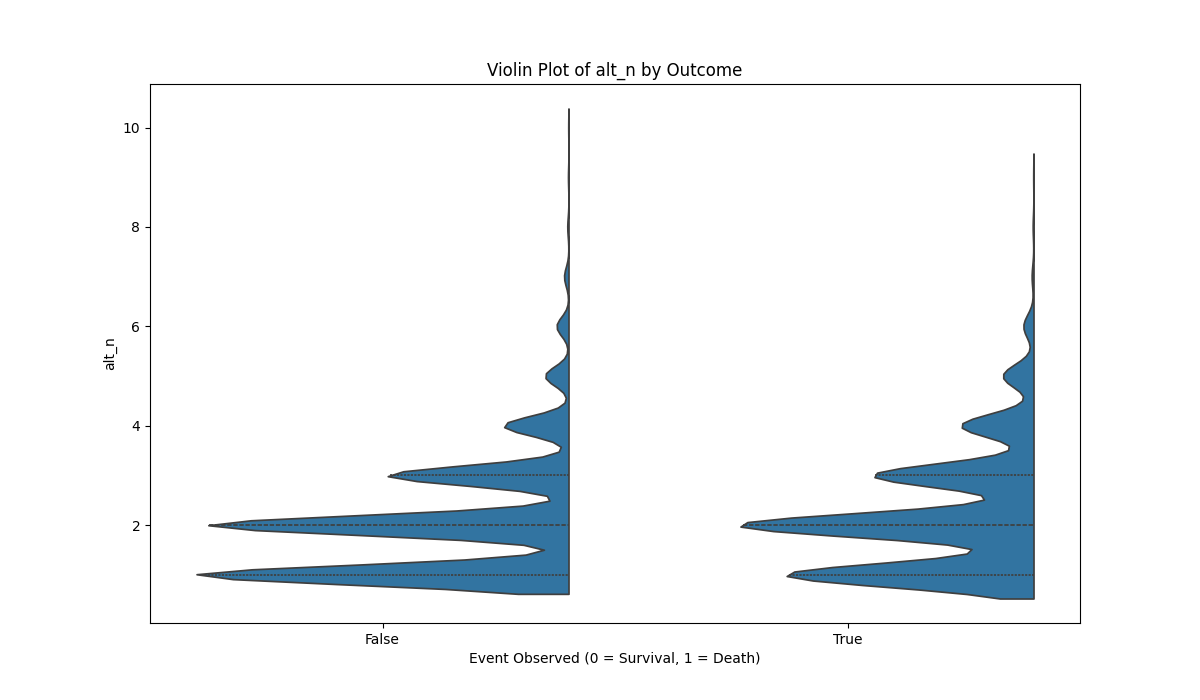 Violin Plot of alt_n by Outcome
10
8
6
4
2
alt_n
False
True
Event Observed (0 = Survival, 1 = Death)